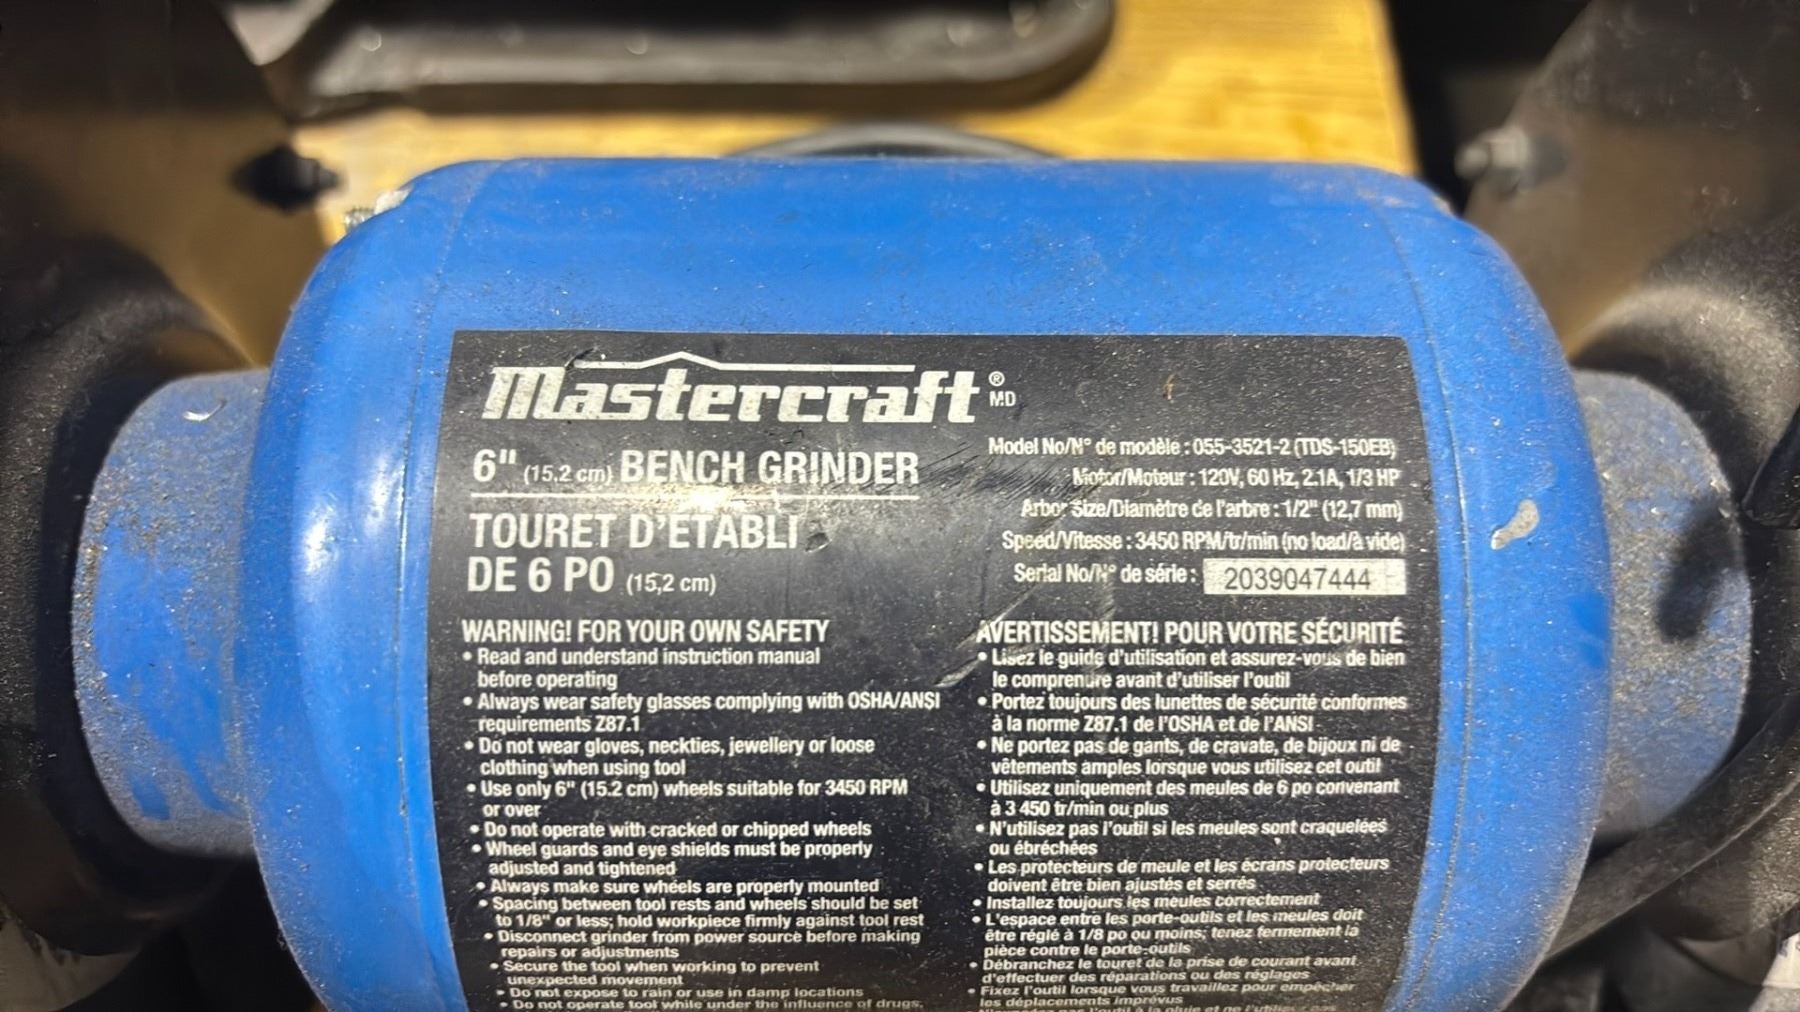 Mastercraft ® MD
6" (15.2 cm) BENCH GRINDER
TOURET D'ÉTABLI
DE 6 PO (15,2 cm)
Model No/N° de modèle : 055-3521-2 (TDS-150EB)
Motor/Moteur : 120V, 60 Hz, 2.1A, 1/3 HP
Arbor Size/Diamètre de l'arbre : 1/2" (12,7 mm)
Speed/Vitesse : 3450 RPM/tr/min (no load/à vide)
Serial No/N° de série : 2039047444
WARNING! FOR YOUR OWN SAFETY
• Read and understand instruction manual
before operating
• Always wear safety glasses complying with OSHA/ANSI
requirements Z87.1
• Do not wear gloves, neckties, jewellery or loose
clothing when using tool
• Use only 6" (15.2 cm) wheels suitable for 3450 RPM
or over
• Do not operate with cracked or chipped wheels
• Wheel guards and eye shields must be properly
adjusted and tightened
• Always make sure wheels are properly mounted
• Spacing between tool rests and wheels should be set
to 1/8" or less; hold workpiece firmly against tool rest
• Disconnect grinder from power source before making
repairs or adjustments
• Secure the tool when working to prevent
unexpected movement
• Do not expose to rain or use in damp locations
• Do not operate tool while under the influence of drugs,
AVERTISSEMENT! POUR VOTRE SÉCURITÉ
• Lisez le guide d'utilisation et assurez-vous de bien
le comprendre avant d'utiliser l'outil
• Portez toujours des lunettes de sécurité conformes
à la norme Z87.1 de l'OSHA et de l'ANSI
• Ne portez pas de gants, de cravate, de bijoux ni de
vêtements amples lorsque vous utilisez cet outil
• Utilisez uniquement des meules de 6 po convenant
à 3 450 tr/min ou plus
• N'utilisez pas l'outil si les meules sont craquelées
ou ébréchées
• Les protecteurs de meule et les écrans protecteurs
doivent être bien ajustés et serrés
• Installez toujours les meules correctement
• L'espace entre les porte-outils et les meules doit
être réglé à 1/8 po ou moins; tenez fermement la
pièce contre le porte-outils
• Débranchez le touret de la prise de courant avant
d'effectuer des réparations ou des réglages
• Fixez l'outil lorsque vous travaillez pour empêcher
les déplacements imprévus